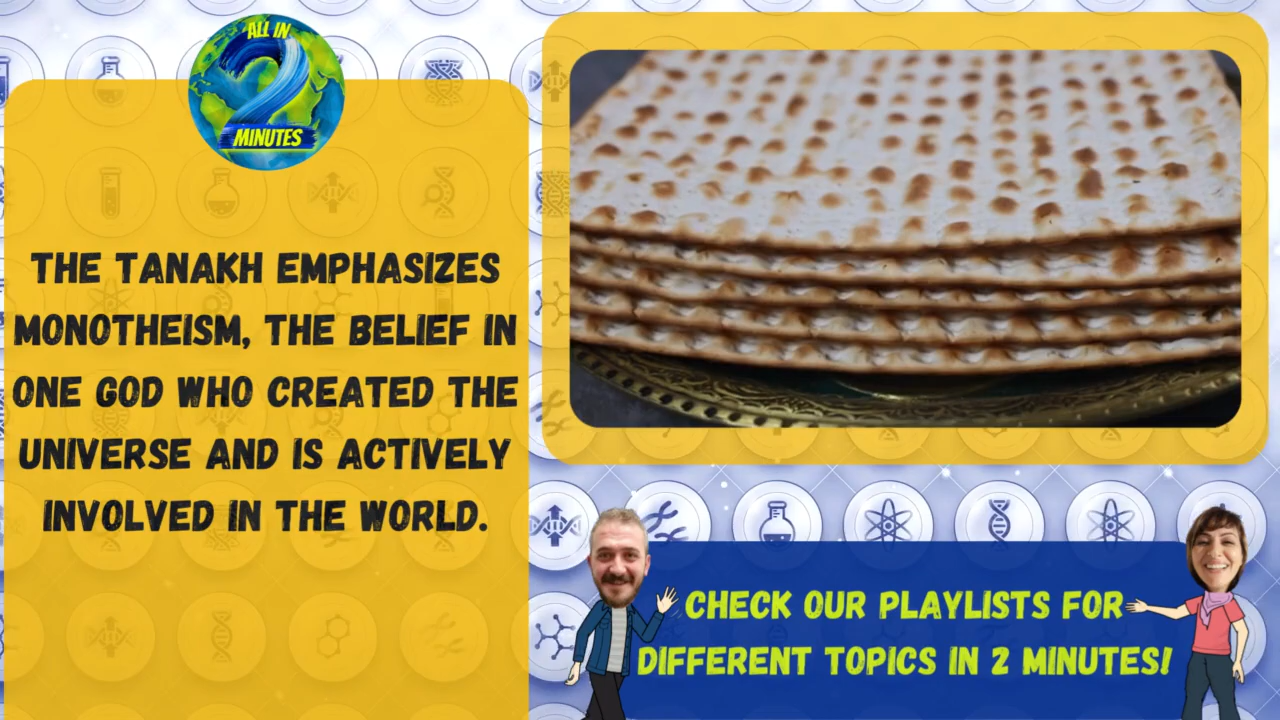 ALL IN
2
MINUTES
THE TANAKH EMPHASIZES
MONOTHEISM, THE BELIEF IN
ONE GOD WHO CREATED THE
UNIVERSE AND IS ACTIVELY
INVOLVED IN THE WORLD.
CHECK OUR PLAYLISTS FOR
DIFFERENT TOPICS IN 2 MINUTES!